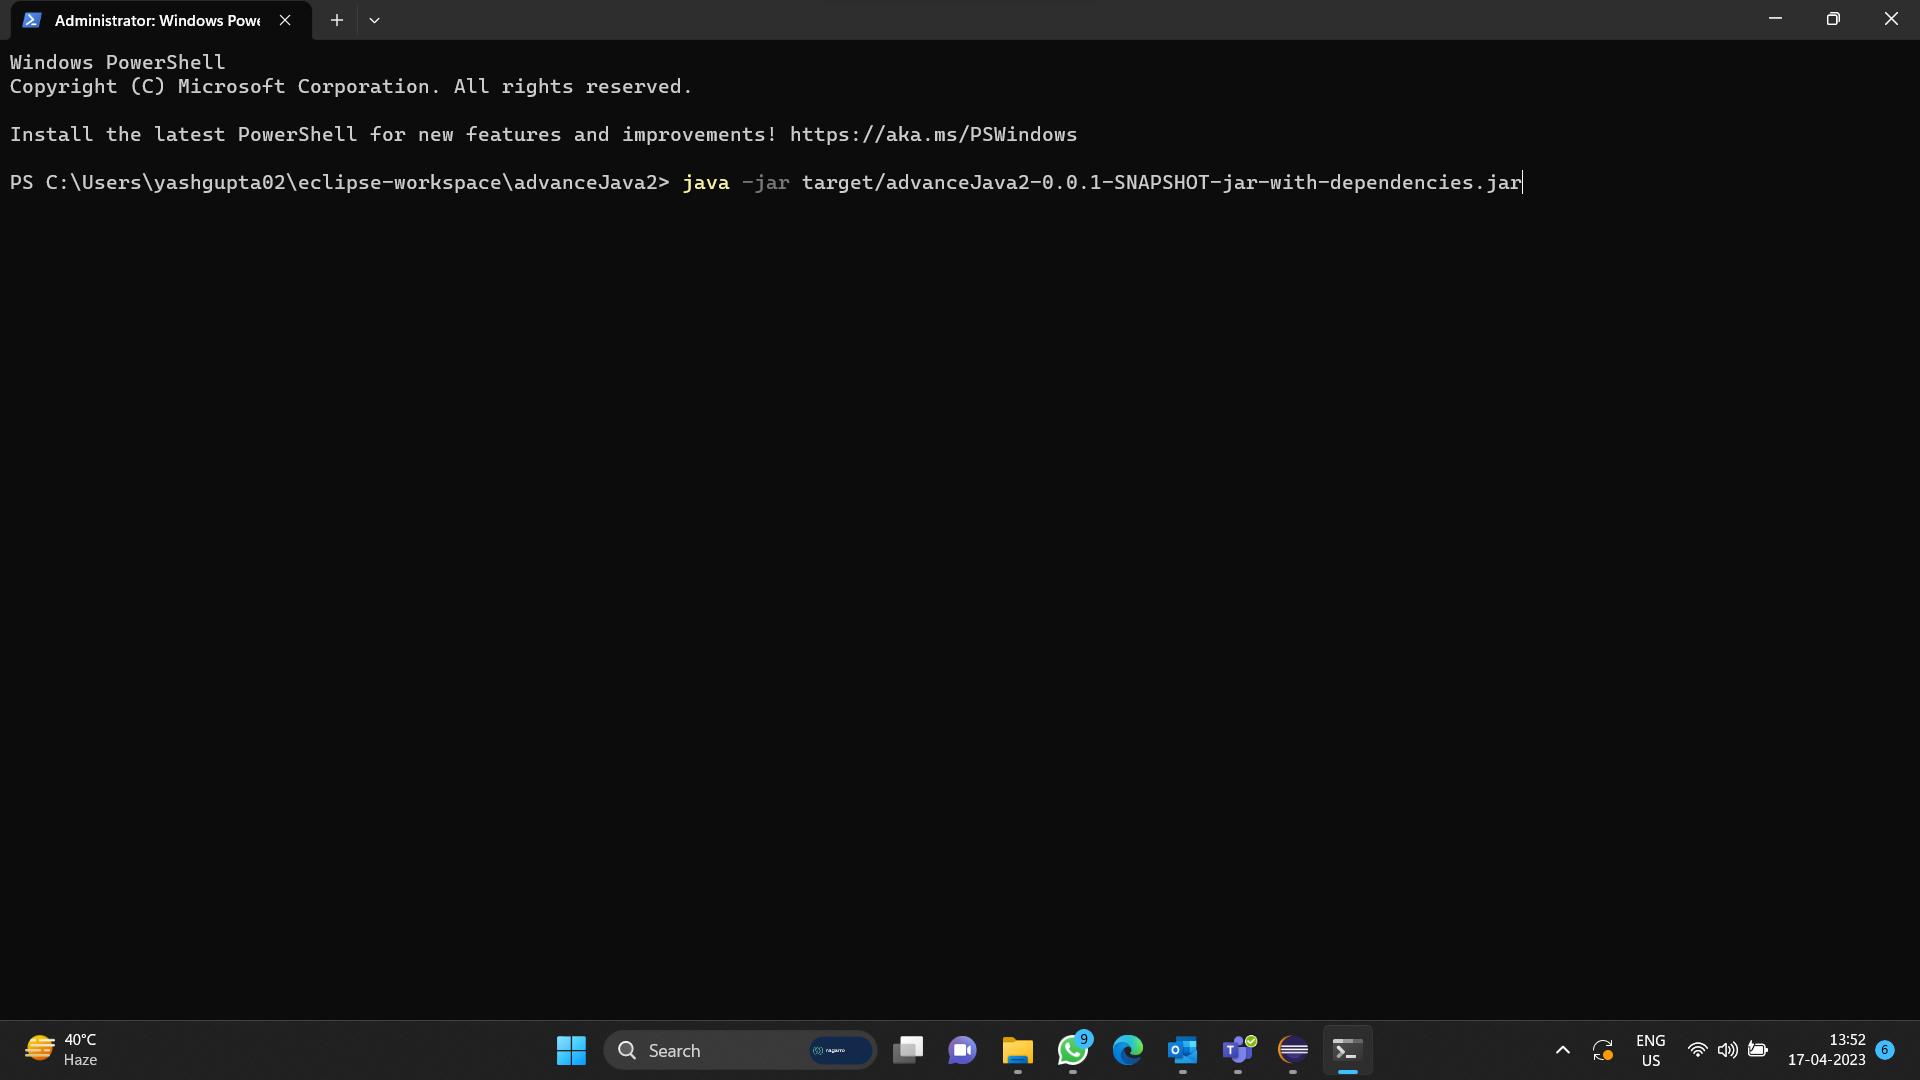 Administrator: Windows Powe
Windows PowerShell
Copyright (C) Microsoft Corporation. All rights reserved.
Install the latest PowerShell for new features and improvements! https://aka.ms/PSWindows
PS C:\Users\yashgupta02\eclipse-workspace\advanceJava2> java -jar target/advanceJava2-0.0.1-SNAPSHOT-jar-with-dependencies.jar
40°C
Haze
Search
nagarro
9
ENG
US
13:52
17-04-2023
6